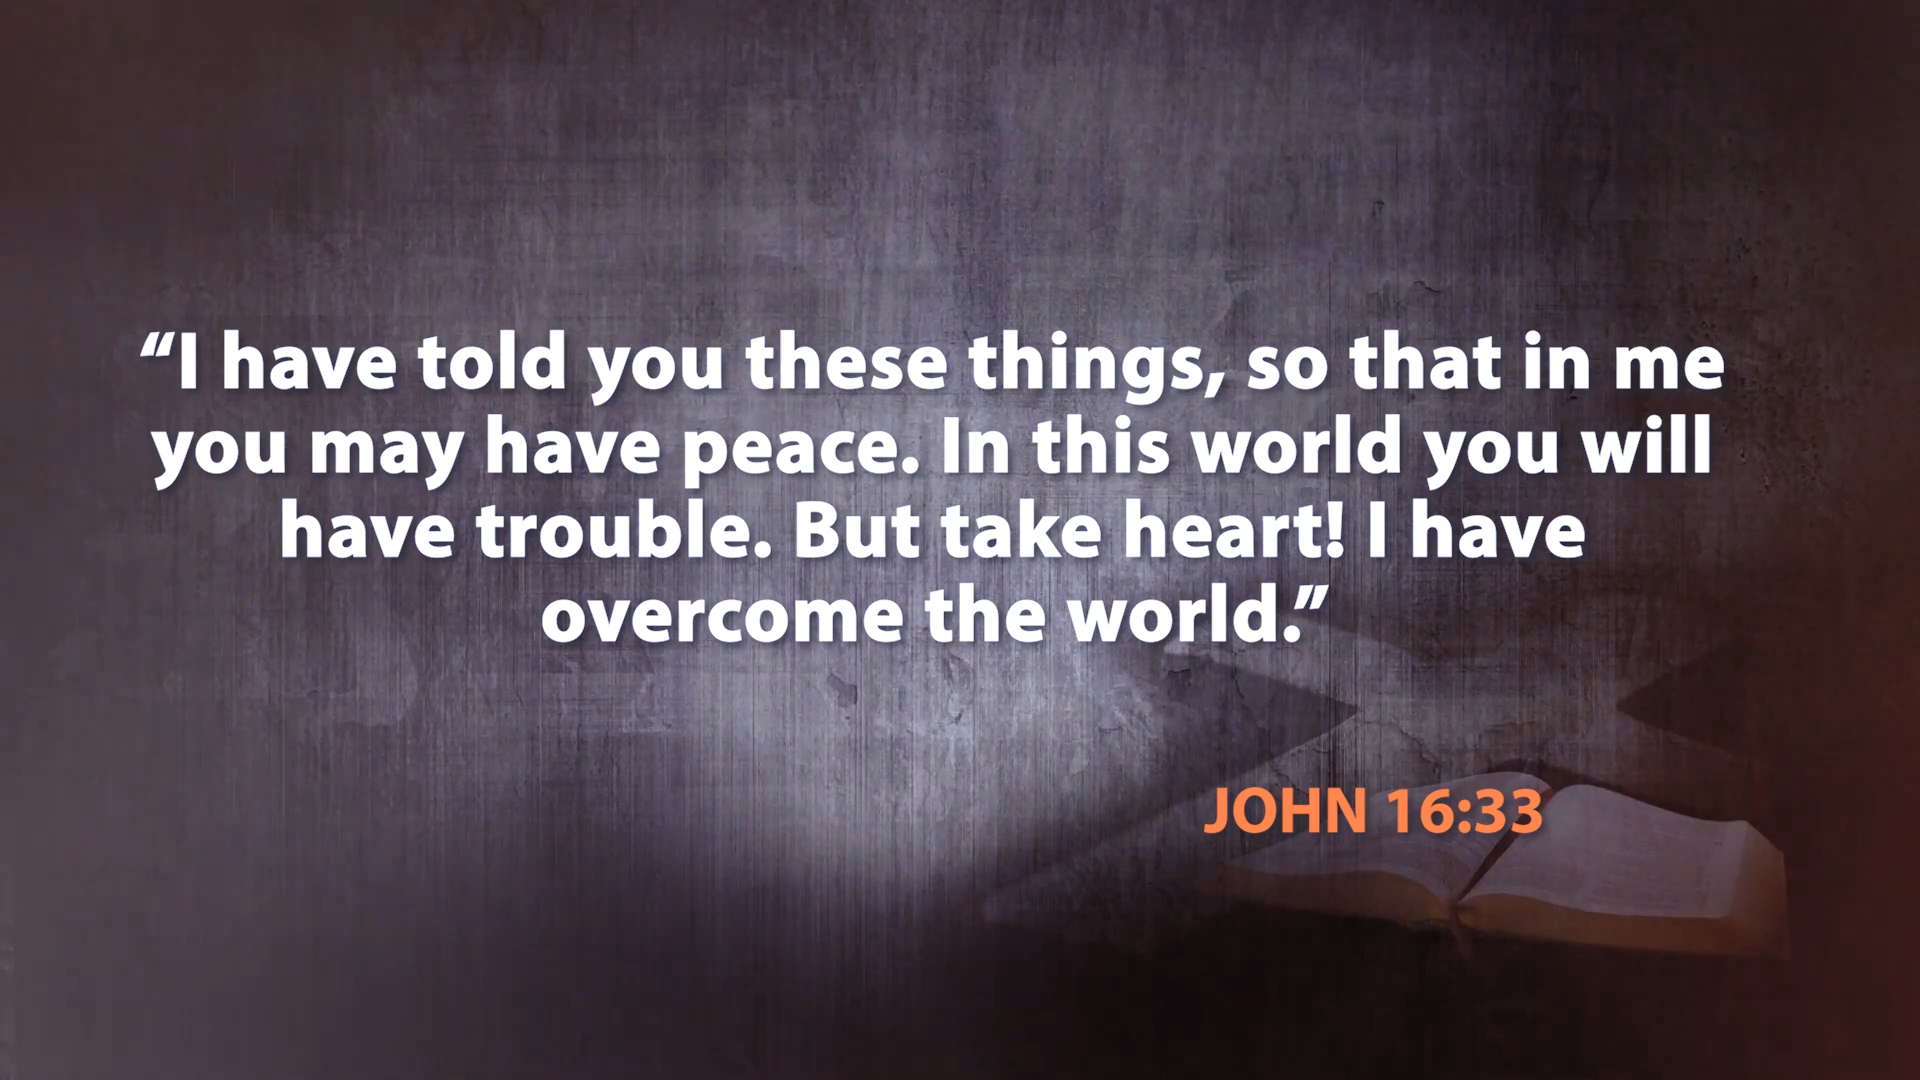 “I have told you these things, so that in me
you may have peace. In this world you will
have trouble. But take heart! I have
overcome the world.”
JOHN 16:33